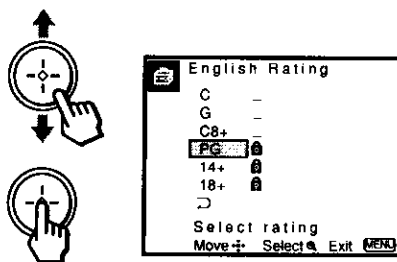 English Rating
C _
G _
C8+ _
PG
14+
18+
Select rating
Move Select Exit MENU